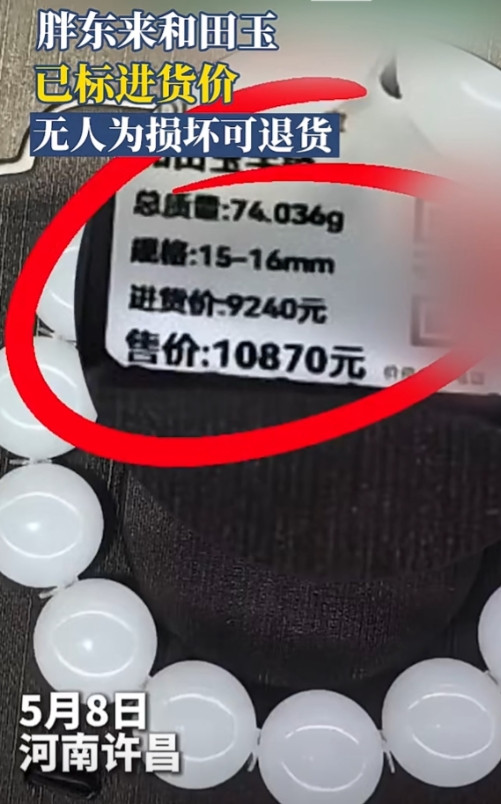 胖东来和田玉
已标进货价
无人为损坏可退货
总质量:74.036g
规格:15-16mm
进货价:9240元
售价:10870元
5月8日
河南许昌